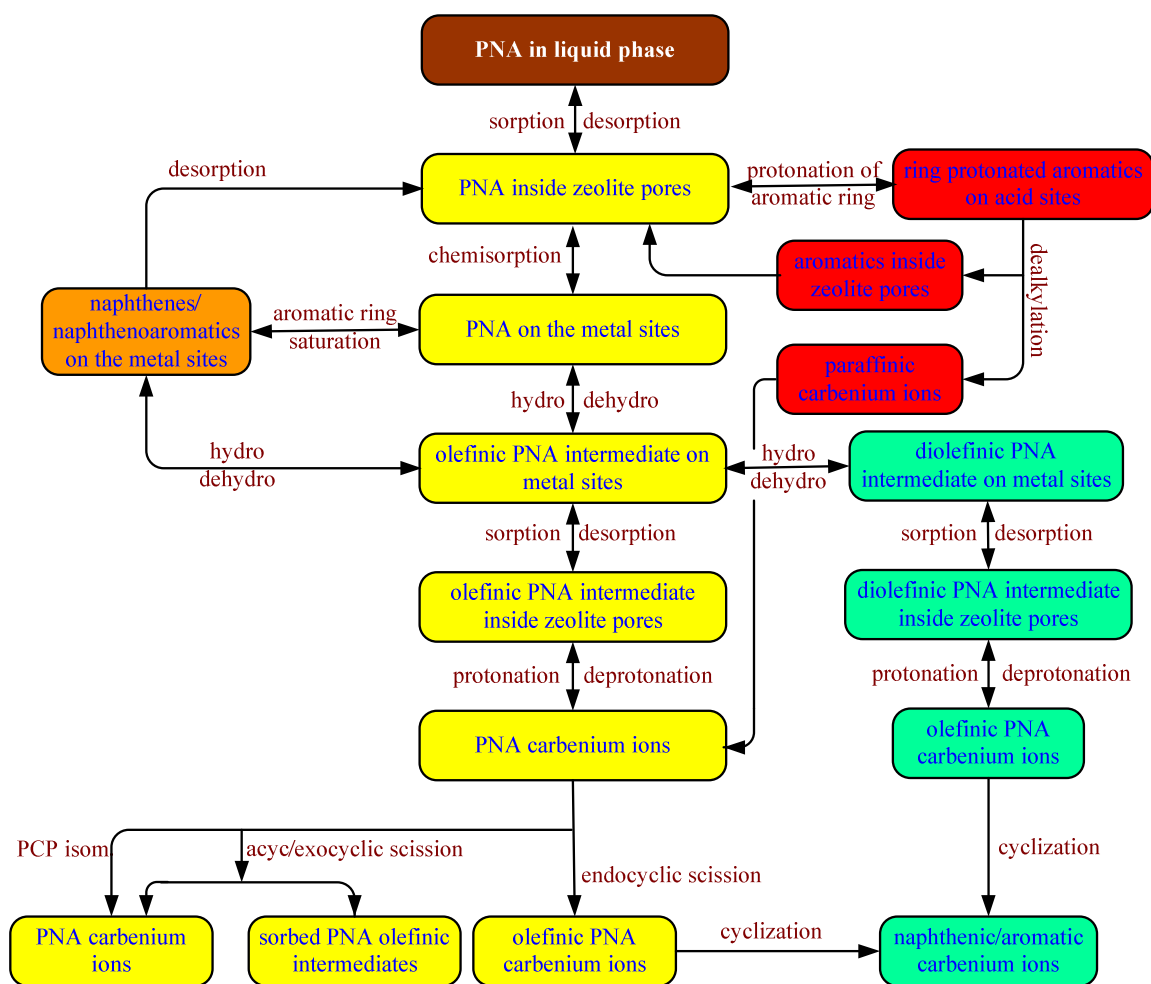 PNA in liquid phase
sorption desorption
desorption
PNA inside zeolite pores
protonation of
aromatic ring
ring protonated aromatics
on acid sites
chemisorption
aromatics inside
zeolite pores
dealkylation
naphthenes/
naphthenoaromatics
on the metal sites
aromatic ring
saturation
PNA on the metal sites
paraffinic
carbenium ions
hydro dehydro
hydro
dehydro
olefinic PNA intermediate on
metal sites
hydro
dehydro
diolefinic PNA
intermediate on metal sites
sorption desorption
sorption desorption
olefinic PNA intermediate
inside zeolite pores
diolefinic PNA intermediate
inside zeolite pores
protonation deprotonation
protonation deprotonation
PNA carbenium ions
olefinic PNA
carbenium ions
PCP isom.
acyc/exocyclic scission
endocyclic scission
cyclization
PNA carbenium
ions
sorbed PNA olefinic
intermediates
olefinic PNA
carbenium ions
cyclization
naphthenic/aromatic
carbenium ions